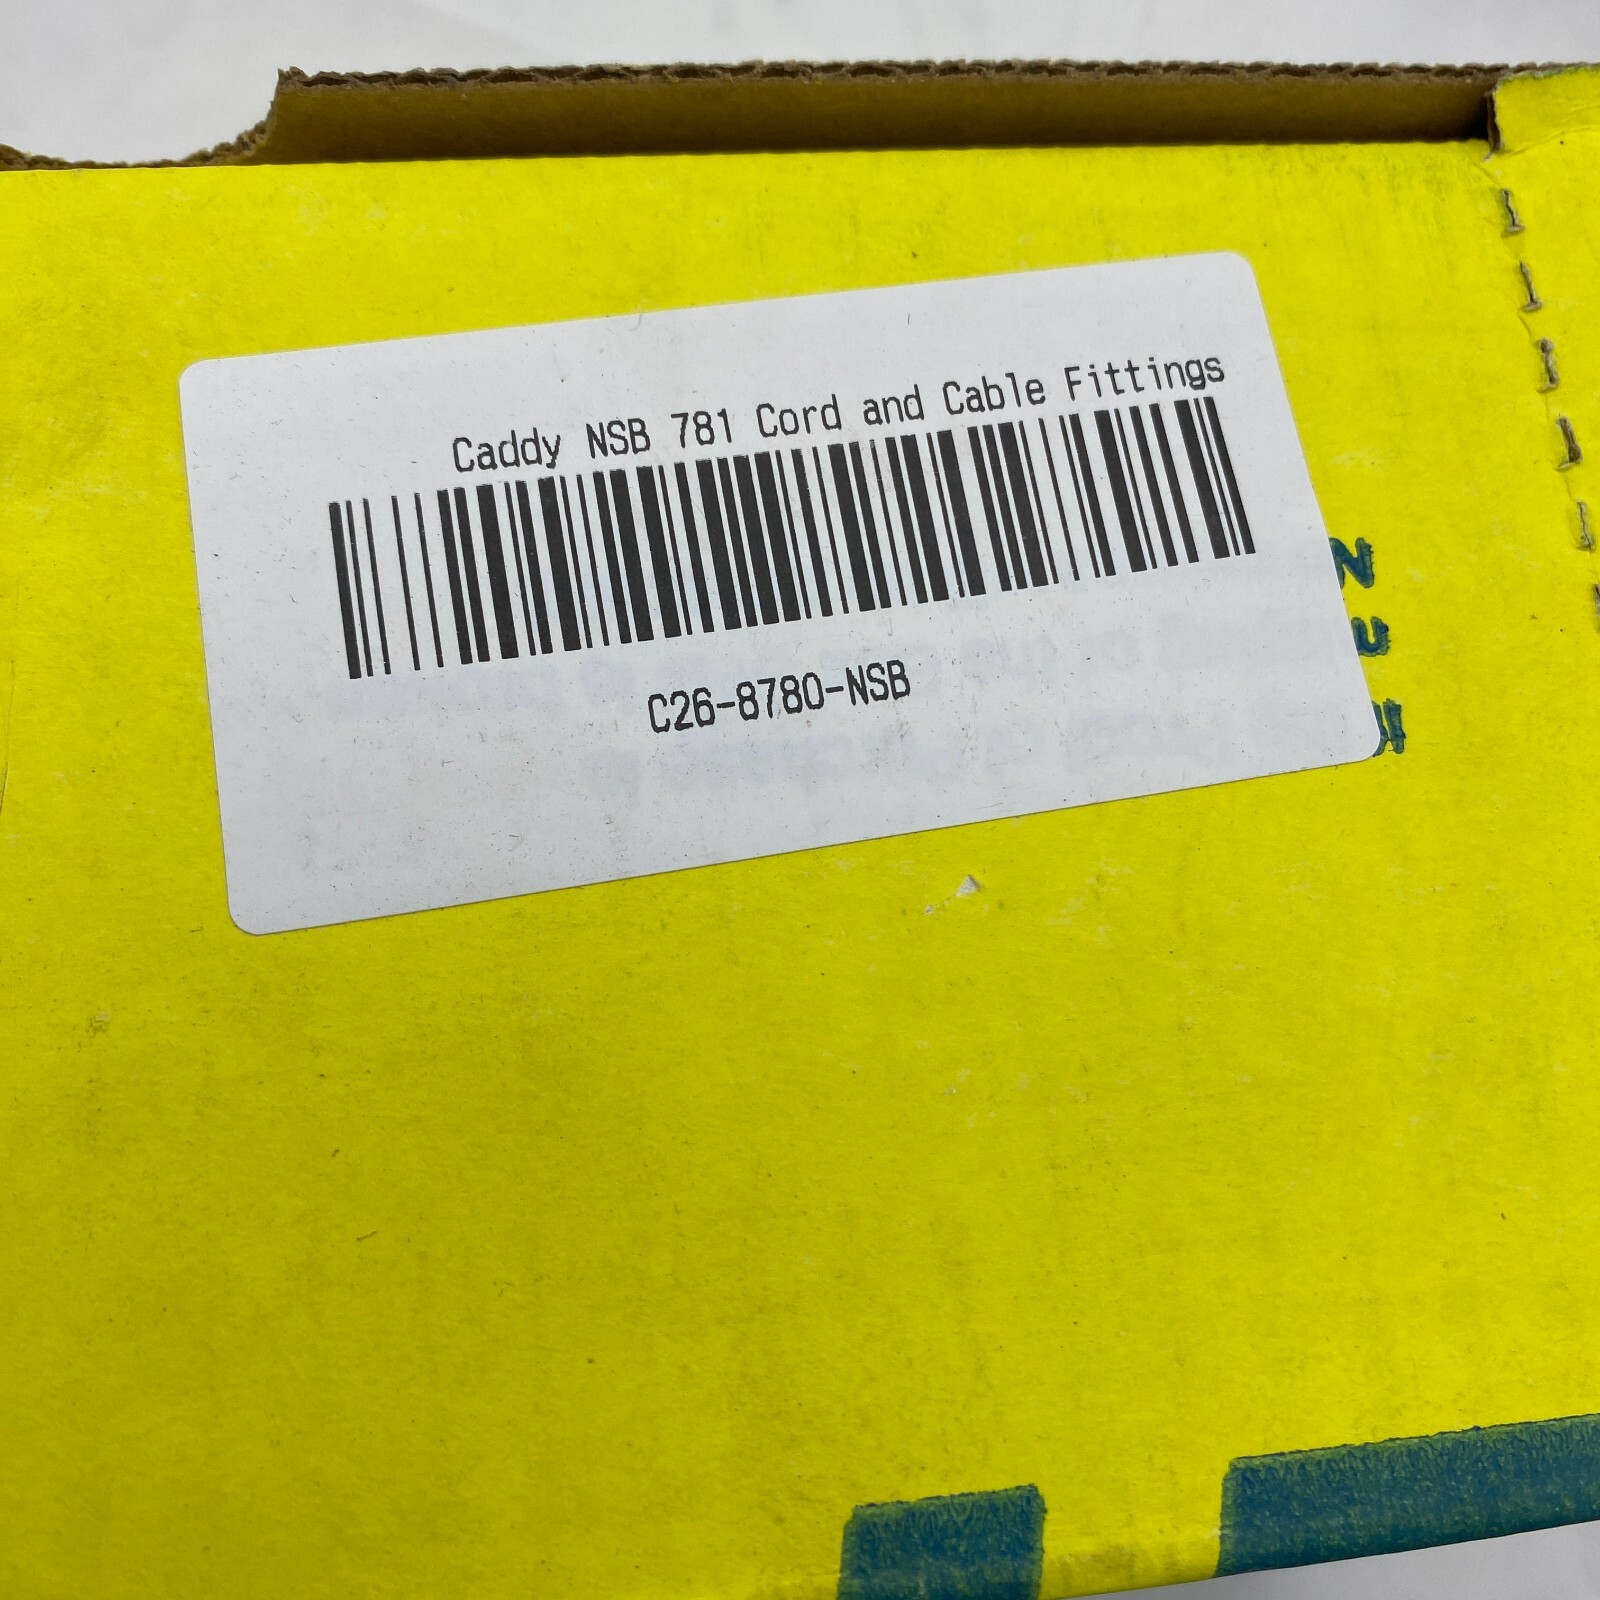 Caddy NSB 781 Cord and Cable Fittings
C26-8780-NSB